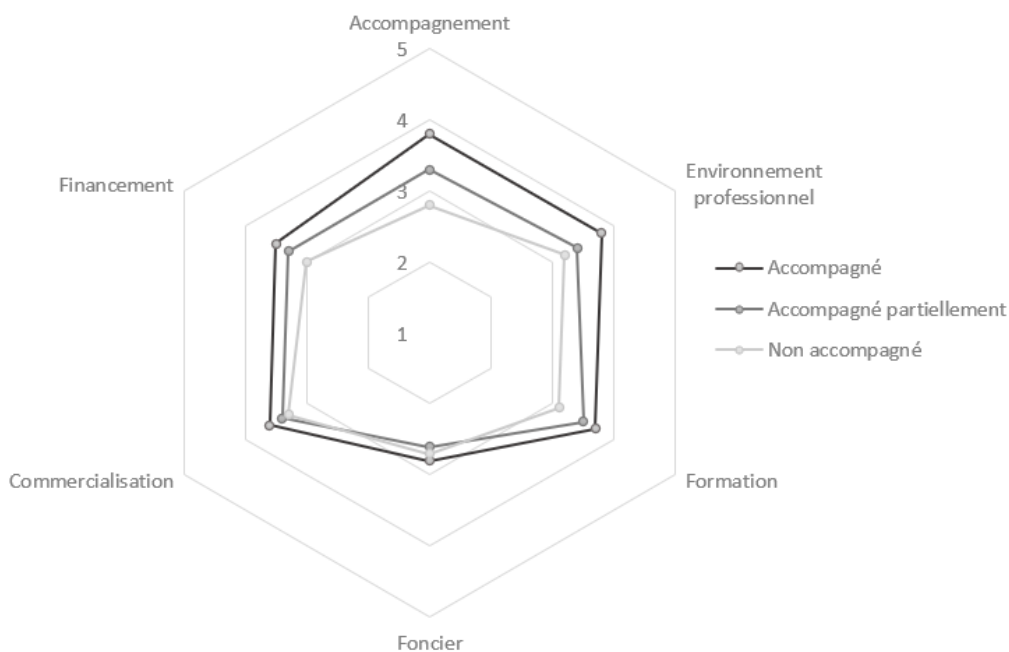 Accompagnement
5
4
3
2
1
Environnement
professionnel
Formation
Foncier
Commercialisation
Financement
Accompagné
Accompagné partiellement
Non accompagné